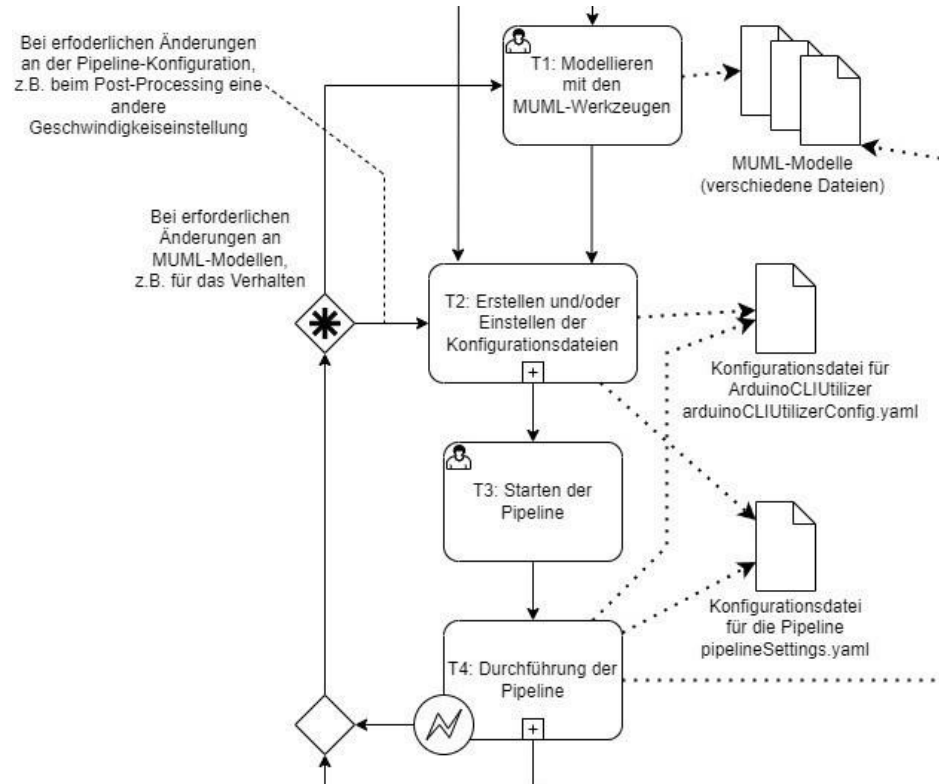 Bei erfoderlichen Änderungen
an der Pipeline-Konfiguration,
z.B. beim Post-Processing eine
andere
Geschwindigkeiseinstellung
T1: Modellieren
mit den
MUML-Werkzeugen
MUML-Modelle
(verschiedene Dateien)
Bei erforderlichen
Änderungen an
MUML-Modellen,
z.B. für das Verhalten
T2: Erstellen und/oder
Einstellen der
Konfigurationsdateien
+
Konfigurationsdatei für
ArduinoCLIUtilizer
arduinoCLIUtilizerConfig.yaml
T3: Starten der
Pipeline
Konfigurationsdatei
für die Pipeline
pipelineSettings.yaml
T4: Durchführung der
Pipeline
+